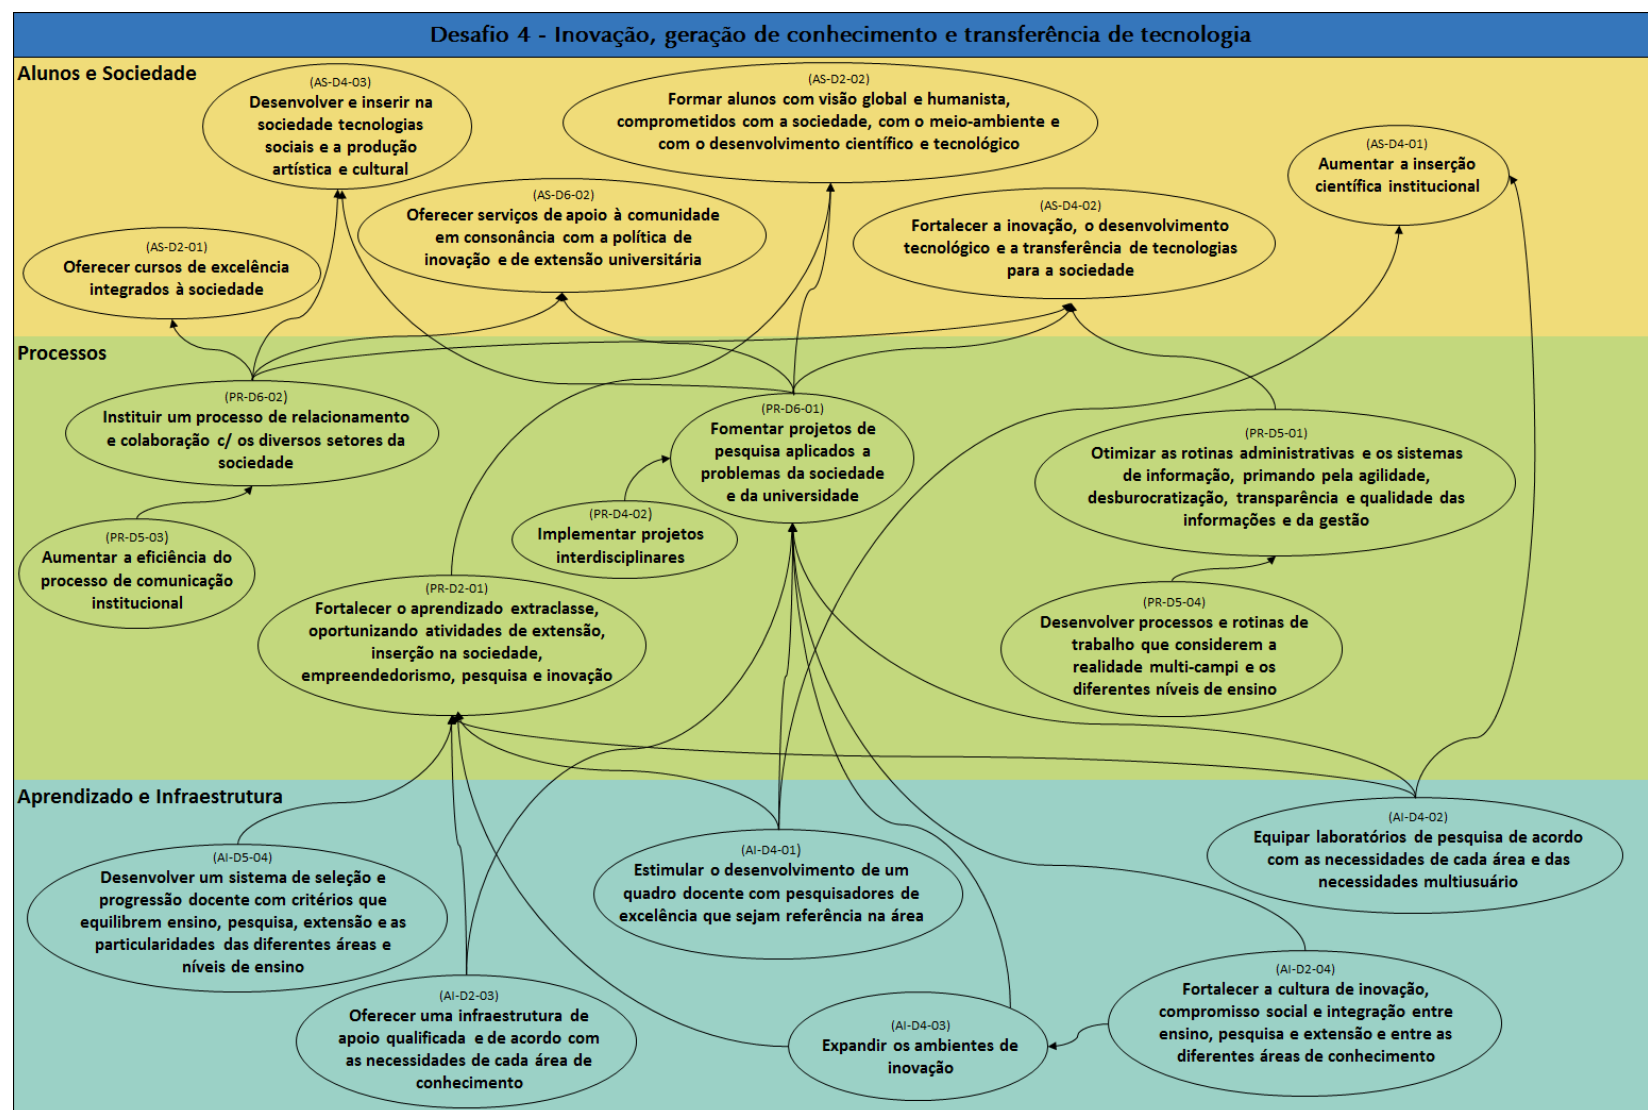 Desafio 4 - Inovação, geração de conhecimento e transferência de tecnologia
Alunos e Sociedade
(AS-D4-03)
Desenvolver e inserir na
sociedade tecnologias
sociais e a produção
artística e cultural
(AS-D2-02)
Formar alunos com visão global e humanista,
comprometidos com a sociedade, com o meio-ambiente e
com o desenvolvimento científico e tecnológico
(AS-D4-01)
Aumentar a inserção
científica institucional
(AS-D6-02)
Oferecer serviços de apoio à comunidade
em consonância com a política de
inovação e de extensão universitária
(AS-D4-02)
Fortalecer a inovação, o desenvolvimento
tecnológico e a transferência de tecnologias
para a sociedade
(AS-D2-01)
Oferecer cursos de excelência
integrados à sociedade
Processos
(PR-D6-02)
Instituir um processo de relacionamento
e colaboração c/ os diversos setores da
sociedade
(PR-D6-01)
Fomentar projetos de
pesquisa aplicados a
problemas da sociedade
e da universidade
(PR-D5-01)
Otimizar as rotinas administrativas e os sistemas
de informação, primando pela agilidade,
desburocratização, transparência e qualidade das
informações e da gestão
(PR-D4-02)
Implementar projetos
interdisciplinares
(PR-D5-03)
Aumentar a eficiência do
processo de comunicação
institucional
(PR-D2-01)
Fortalecer o aprendizado extraclasse,
oportunizando atividades de extensão,
inserção na sociedade,
empreendedorismo, pesquisa e inovação
(PR-D5-04)
Desenvolver processos e rotinas de
trabalho que considerem a
realidade multi-campi e os
diferentes níveis de ensino
Aprendizado e Infraestrutura
(AI-D5-04)
Desenvolver um sistema de seleção e
progressão docente com critérios que
equilibrem ensino, pesquisa, extensão e as
particularidades das diferentes áreas e
níveis de ensino
(AI-D4-01)
Estimular o desenvolvimento de um
quadro docente com pesquisadores de
excelência que sejam referência na área
(AI-D4-02)
Equipar laboratórios de pesquisa de acordo
com as necessidades de cada área e das
necessidades multiusuário
(AI-D2-03)
Oferecer uma infraestrutura de
apoio qualificada e de acordo com
as necessidades de cada área de
conhecimento
(AI-D4-03)
Expandir os ambientes de
inovação
(AI-D2-04)
Fortalecer a cultura de inovação,
compromisso social e integração entre
ensino, pesquisa e extensão e entre as
diferentes áreas de conhecimento